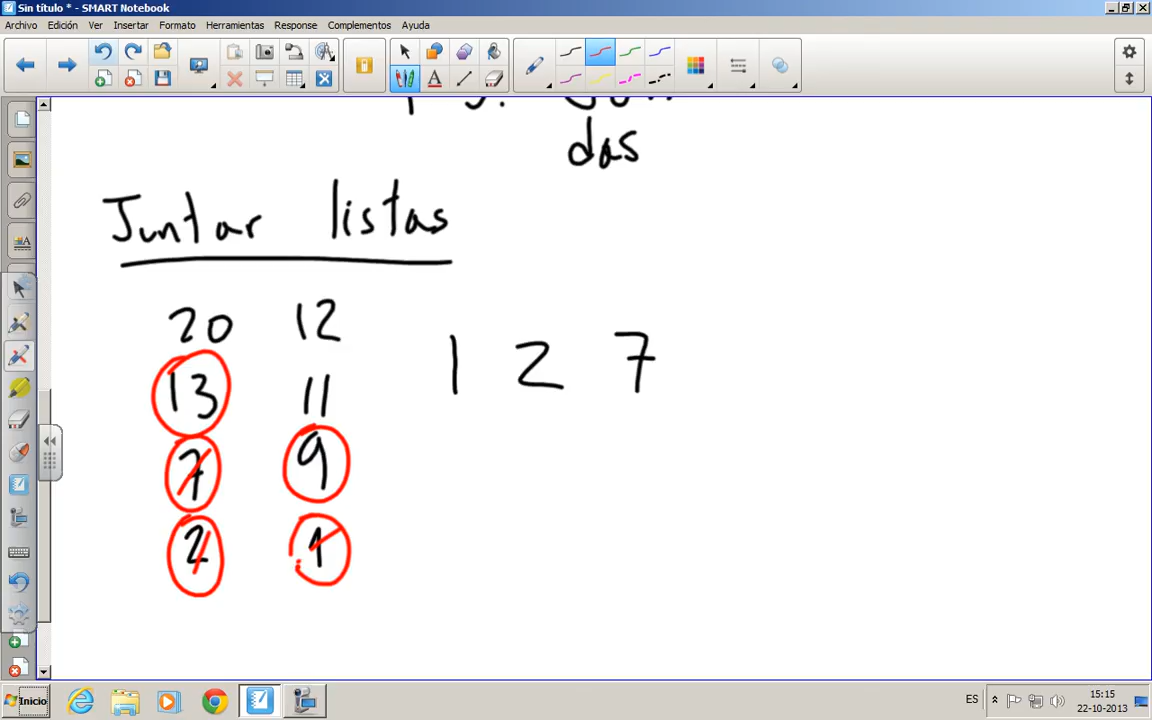 Sin título * - SMART Notebook
Archivo Edición Ver Insertar Formato Herramientas Response Complementos Ayuda
das
Juntar listas
20 12
13 11
7 9
2 1
1 2 7
Inicio
ES
15:15
22-10-2013